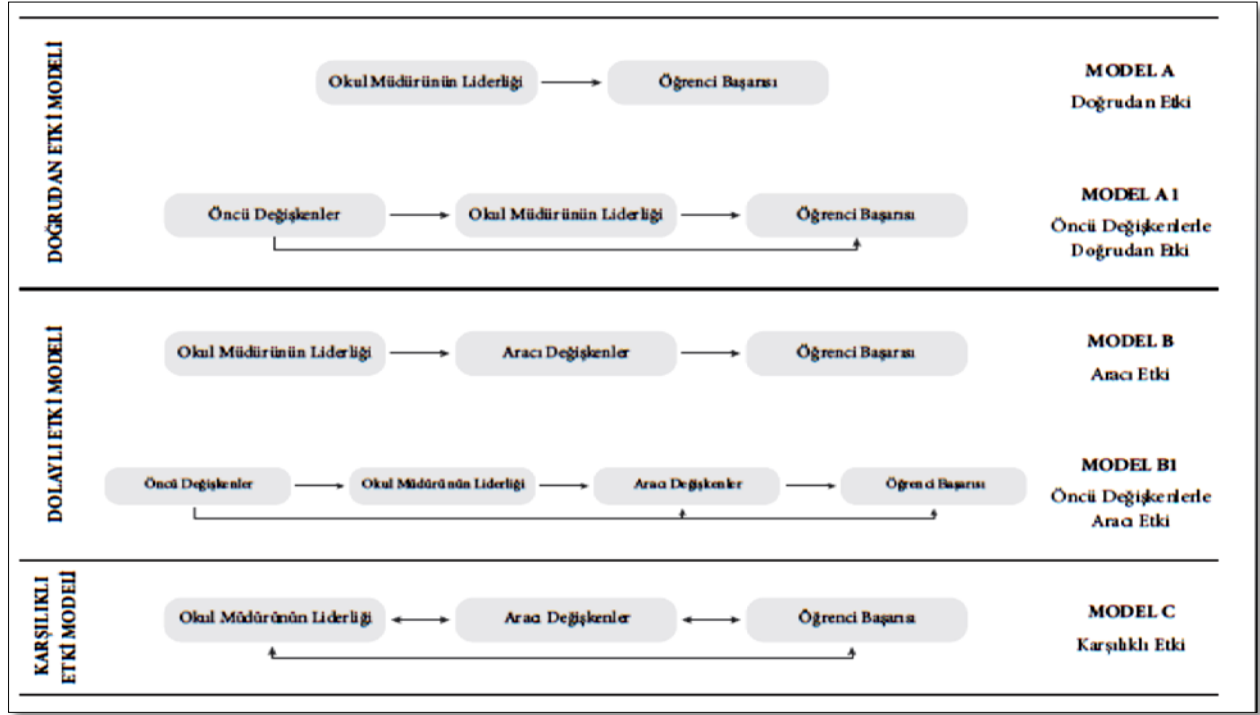 DOĞRUDAN ETKİ MODELİ
Okul Müdürünün Liderliği
Öğrenci Başarısı
MODEL A
Doğrudan Etki
Öncü Değişkenler
Okul Müdürünün Liderliği
Öğrenci Başarısı
MODEL A1
Öncü Değişkenlerle
Doğrudan Etki
DOLAYLI ETKİ MODELİ
Okul Müdürünün Liderliği
Aracı Değişkenler
Öğrenci Başarısı
MODEL B
Aracı Etki
Öncü Değişkenler
Okul Müdürünün Liderliği
Aracı Değişkenler
Öğrenci Başarısı
MODEL B1
Öncü Değişkenlerle
Aracı Etki
KARŞILIKLI
ETKİ MODELİ
Okul Müdürünün Liderliği
Aracı Değişkenler
Öğrenci Başarısı
MODEL C
Karşılıklı Etki